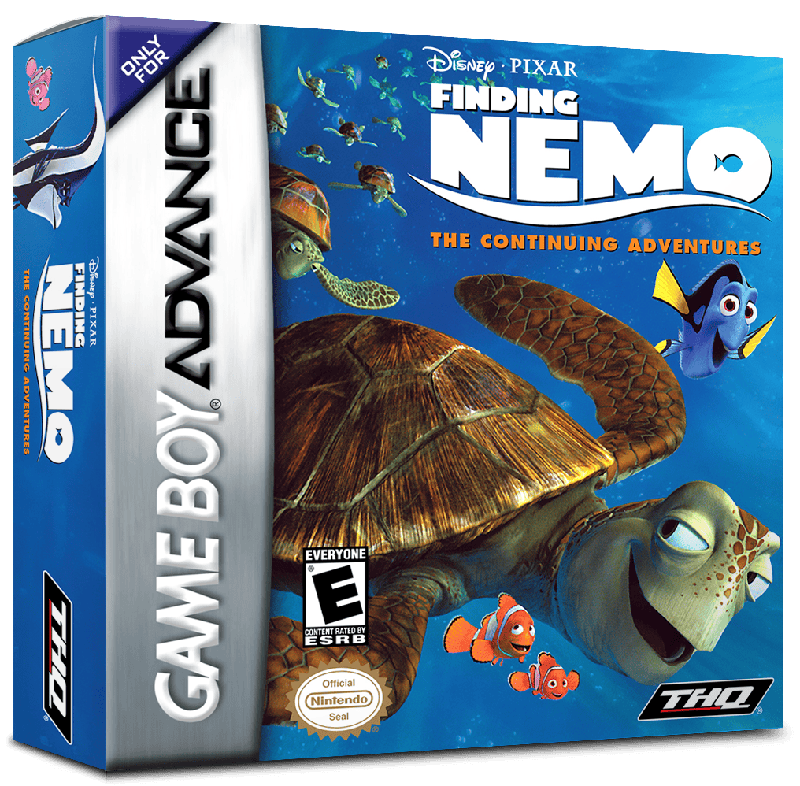 ONLY
FOR
GAME BOY ADVANCE
®
Disney · PIXAR
FINDING
NEMO
THE CONTINUING ADVENTURES
EVERYONE
E
®
CONTENT RATED BY
ESRB
Official
Nintendo
Seal
THQ
®
Disney · PIXAR
FINDING
NEMO
THE CONTINUING ADVENTURES
THQ
®